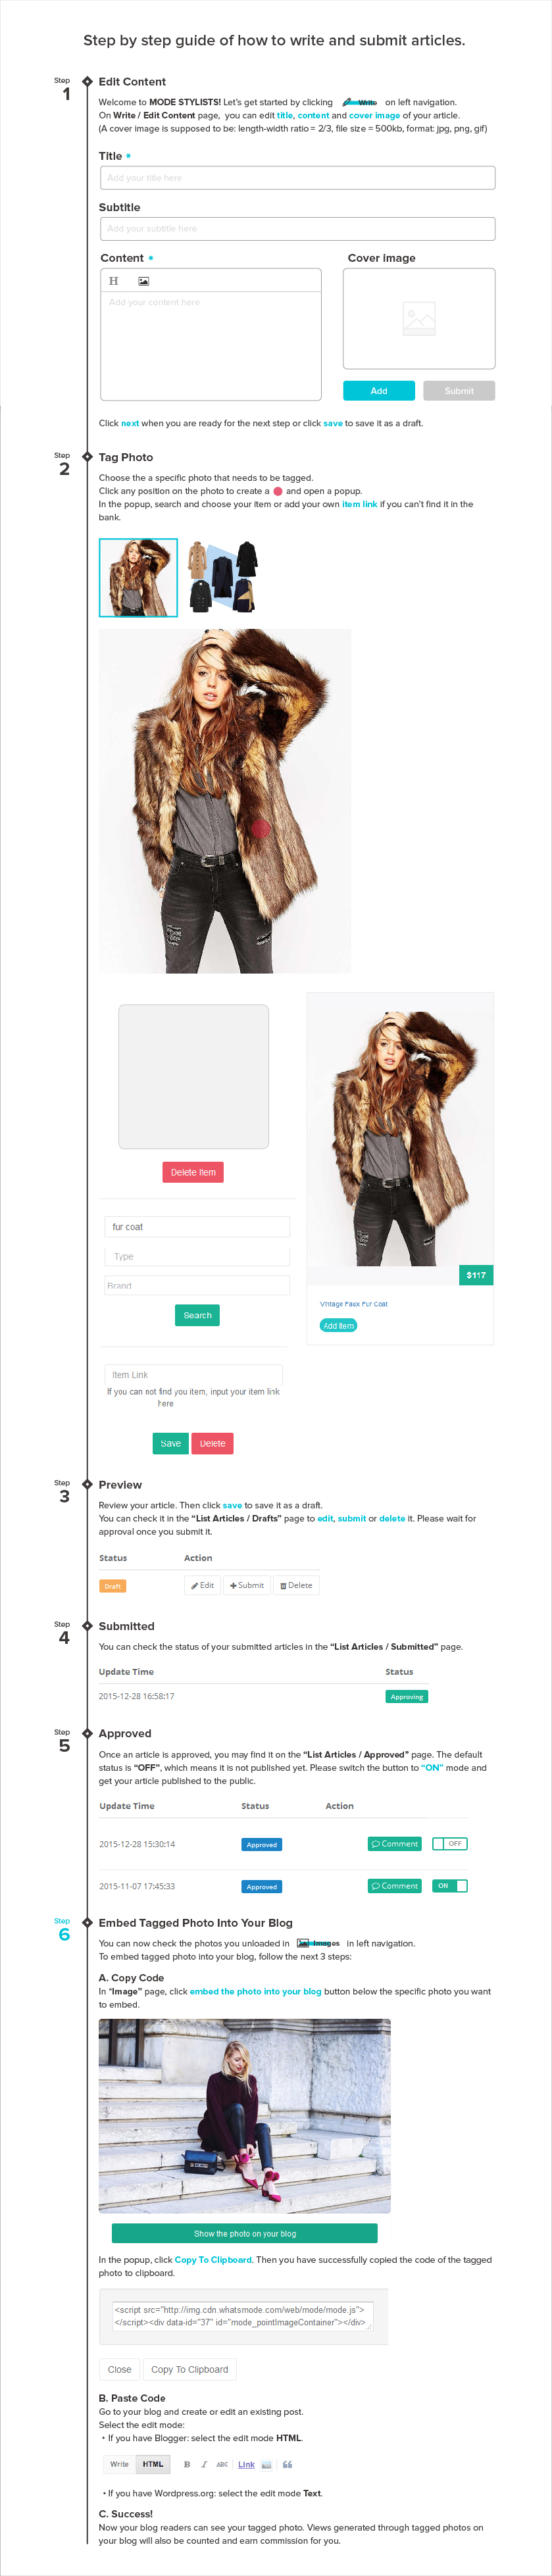 Step by step guide of how to write and submit articles.
Step
1
Edit Content
Welcome to MODE STYLISTS! Let's get started by clicking Write on left navigation.
On Write / Edit Content page, you can edit title, content and cover image of your article.
(A cover image is supposed to be: length-width ratio = 2/3, file size = 500kb, format: jpg, png, gif)
Title *
Add your title here
Subtitle
Add your subtitle here
Content *
Cover image
H
Add your content here
Add
Submit
Click next when you are ready for the next step or click save to save it as a draft.
Step
2
Tag Photo
Choose the a specific photo that needs to be tagged.
Click any position on the photo to create a and open a popup.
In the popup, search and choose your item or add your own item link if you can't find it in the
bank.
Delete Item
fur coat
Type
Brand
Search
$117
Vintage Faux Fur Coat
Add Item
Item Link
If you can not find you item, input your item link
here
Save
Delete
Step
3
Preview
Review your article. Then click save to save it as a draft.
You can check it in the “List Articles / Drafts” page to edit, submit or delete it. Please wait for
approval once you submit it.
Status
Action
Draft
Edit
Submit
Delete
Step
4
Submitted
You can check the status of your submitted articles in the “List Articles / Submitted” page.
Update Time
Status
2015-12-28 16:58:17
Approving
Step
5
Approved
Once an article is approved, you may find it on the “List Articles / Approved” page. The default
status is “OFF”, which means it is not published yet. Please switch the button to “ON” mode and
get your article published to the public.
Update Time
Status
Action
2015-12-28 15:30:14
Approved
Comment
OFF
2015-11-07 17:45:33
Approved
Comment
ON
Step
6
Embed Tagged Photo Into Your Blog
You can now check the photos you unloaded in Images in left navigation.
To embed tagged photo into your blog, follow the next 3 steps:
A. Copy Code
In “Image” page, click embed the photo into your blog button below the specific photo you want
to embed.
Show the photo on your blog
In the popup, click Copy To Clipboard. Then you have successfully copied the code of the tagged
photo to clipboard.
<script src="http://img.cdn.whatsmode.com/web/mode/mode.js">
</script><div data-id="37" id="mode_pointImageContainer"></div>
Close
Copy To Clipboard
B. Paste Code
Go to your blog and create or edit an existing post.
Select the edit mode:
• If you have Blogger: select the edit mode HTML.
Write
HTML
B
I
ABC
Link
• If you have Wordpress.org: select the edit mode Text.
C. Success!
Now your blog readers can see your tagged photo. Views generated through tagged photos on
your blog will also be counted and earn commission for you.